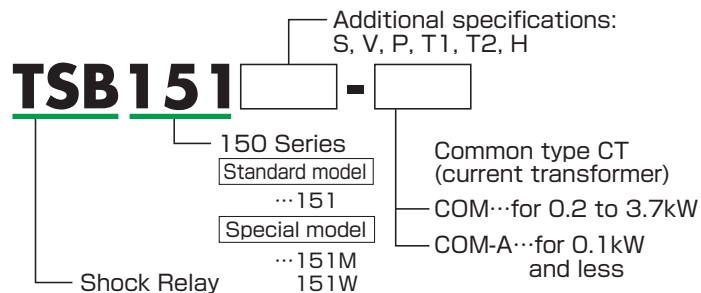 Additional specifications:
S, V, P, T1, T2, H
TSB151 -
150 Series
Standard model
…151
Special model
…151M
151W
Shock Relay
Common type CT
(current transformer)
COM…for 0.2 to 3.7kW
COM-A…for 0.1kW
and less